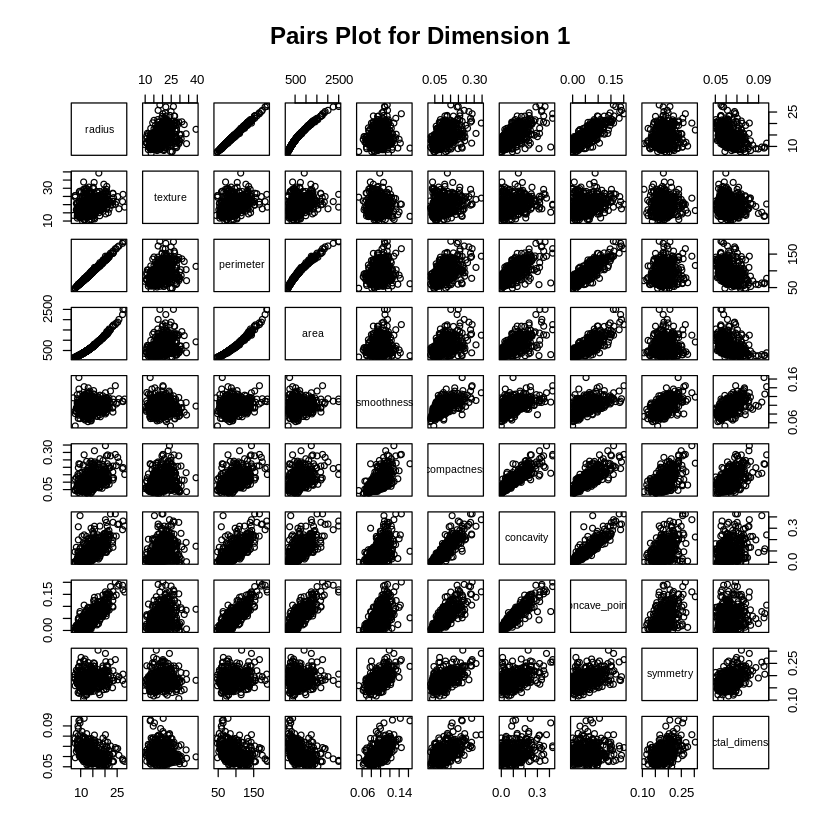 Pairs Plot for Dimension 1
10 25 40 500 2500 0.05 0.30 0.00 0.15 0.05 0.09
radius 10 25
10 30 texture
perimeter 50 150
500 2500 area
smoothness 0.06 0.16
0.05 0.30 compactness
concavity 0.0 0.3
0.00 0.15 oncave_poin
symmetry 0.10 0.25
0.05 0.09 ctal_dimens
10 25 50 150 0.06 0.14 0.0 0.3 0.10 0.25